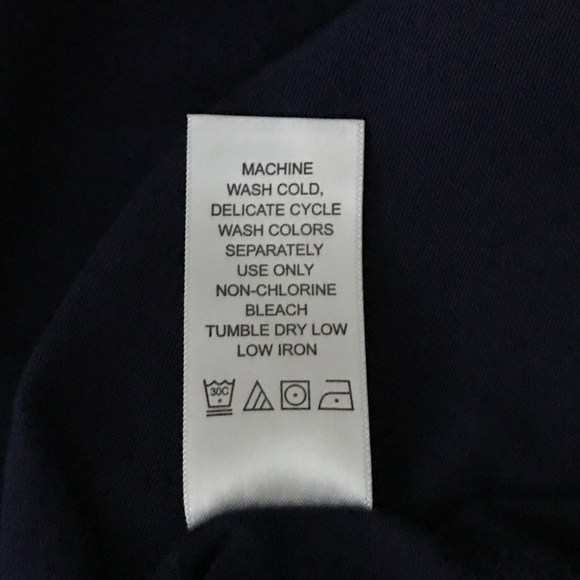 MACHINE
WASH COLD,
DELICATE CYCLE
WASH COLORS
SEPARATELY
USE ONLY
NON-CHLORINE
BLEACH
TUMBLE DRY LOW
LOW IRON
30C